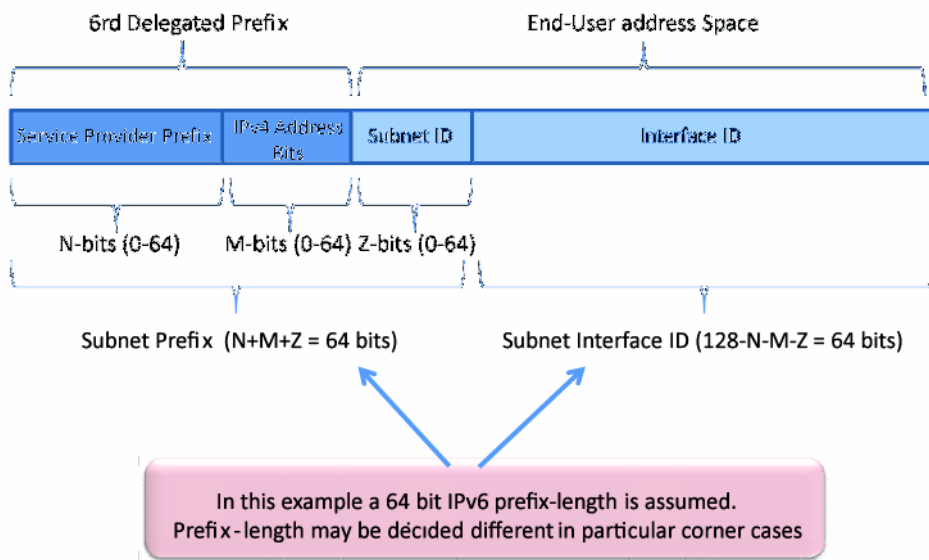 6rd Delegated Prefix
End-User address Space
Service Provider Prefix
IPv4 Address
Bits
Subnet ID
Interface ID
N-bits (0-64)
M-bits (0-64)
Z-bits (0-64)
Subnet Prefix (N+M+Z = 64 bits)
Subnet Interface ID (128-N-M-Z = 64 bits)
In this example a 64 bit IPv6 prefix-length is assumed.
Prefix-length may be decided different in particular corner cases